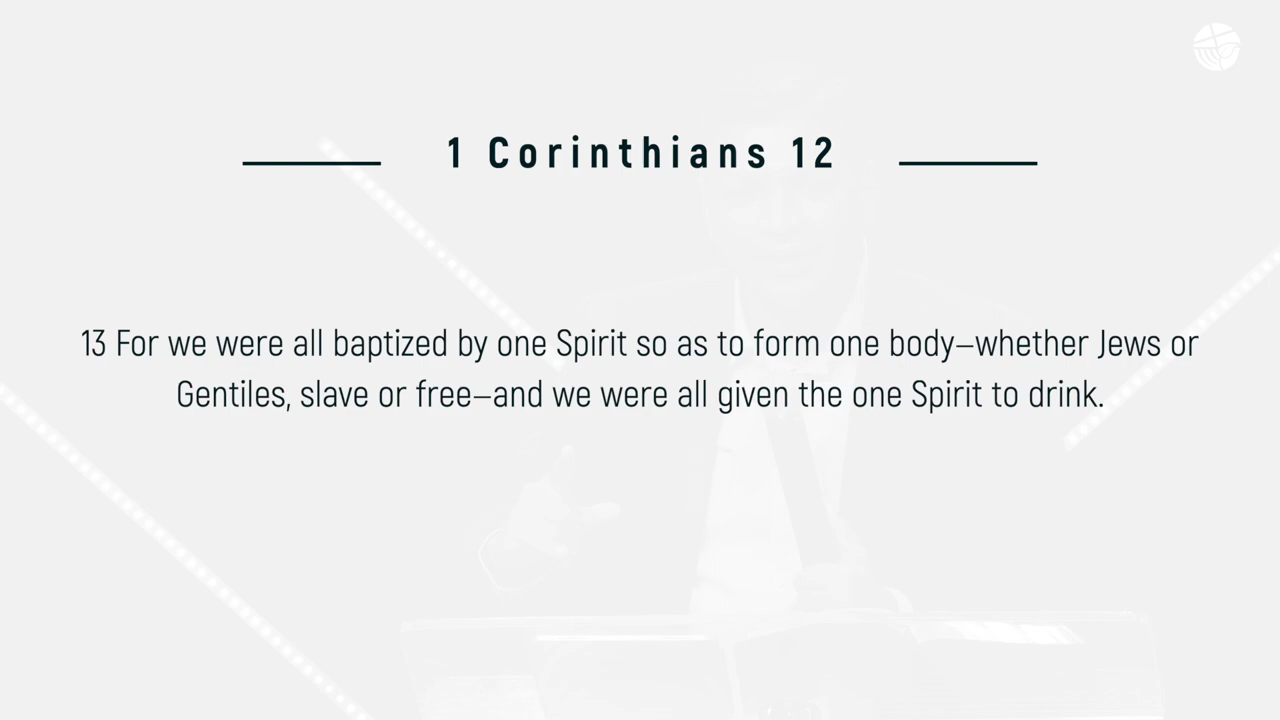 1 Corinthians 12
13 For we were all baptized by one Spirit so as to form one body—whether Jews or
Gentiles, slave or free—and we were all given the one Spirit to drink.